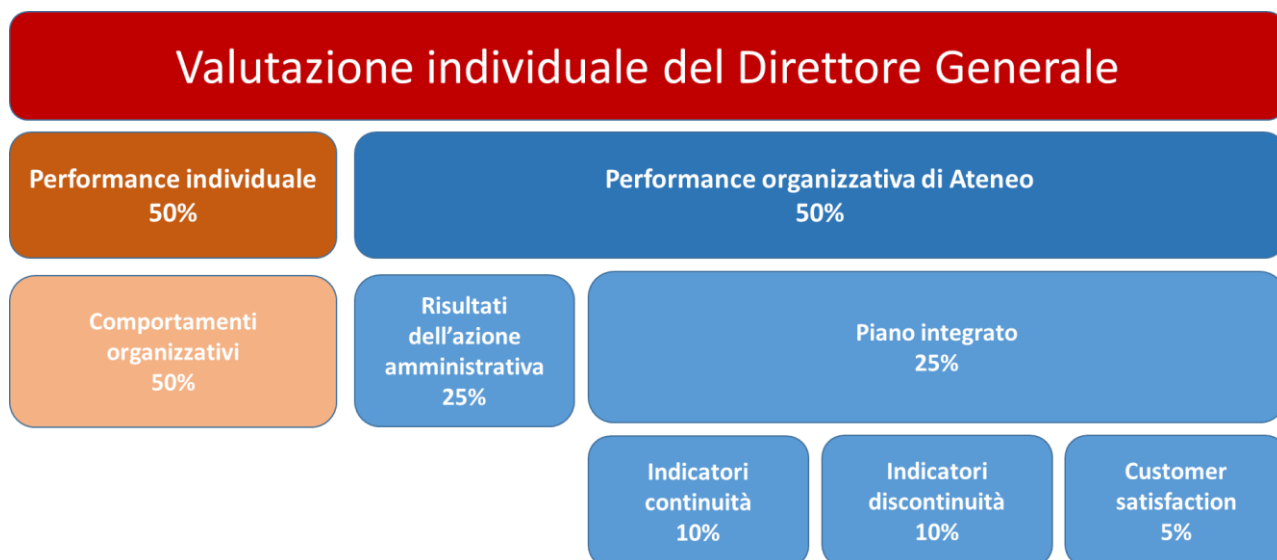 Valutazione individuale del Direttore Generale
Performance individuale
50%
Performance organizzativa di Ateneo
50%
Comportamenti
organizzativi
50%
Risultati
dell’azione
amministrativa
25%
Piano integrato
25%
Indicatori
continuità
10%
Indicatori
discontinuità
10%
Customer
satisfaction
5%